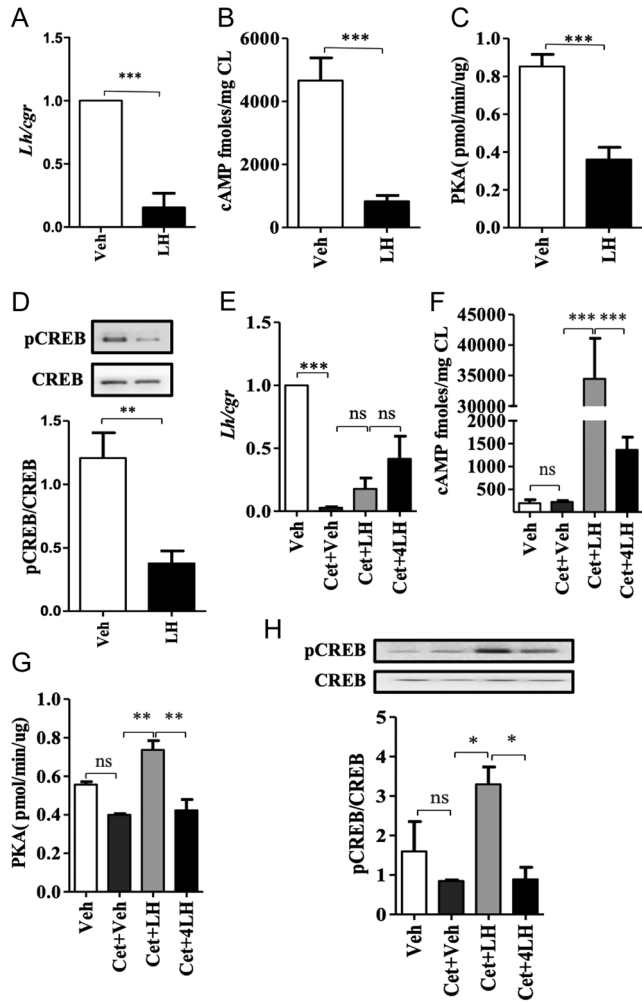 A
Lh/cgr
1.5
1.0
0.5
0.0
***
Veh
LH
B
cAMP fmoles/mg CL
6000
4000
2000
0
***
Veh
LH
C
PKA( pmol/min/ug)
1.0
0.8
0.6
0.4
0.2
0.0
***
Veh
LH
D
pCREB
CREB
pCREB/CREB
1.5
1.0
0.5
0.0
**
Veh
LH
E
Lh/cgr
1.5
1.0
0.5
0.0
***
ns
ns
Veh
Cet+Veh
Cet+LH
Cet+4LH
F
cAMP fmoles/mg CL
45000
40000
35000
30000
2000
1500
1000
500
ns
*** ***
Veh
Cet+Veh
Cet+LH
Cet+4LH
G
PKA( pmol/min/ug)
1.0
0.8
0.6
0.4
0.2
0.0
ns
** **
Veh
Cet+Veh
Cet+LH
Cet+4LH
H
pCREB
CREB
pCREB/CREB
5
4
3
2
1
0
ns
* *
Veh
Cet+Veh
Cet+LH
Cet+4LH